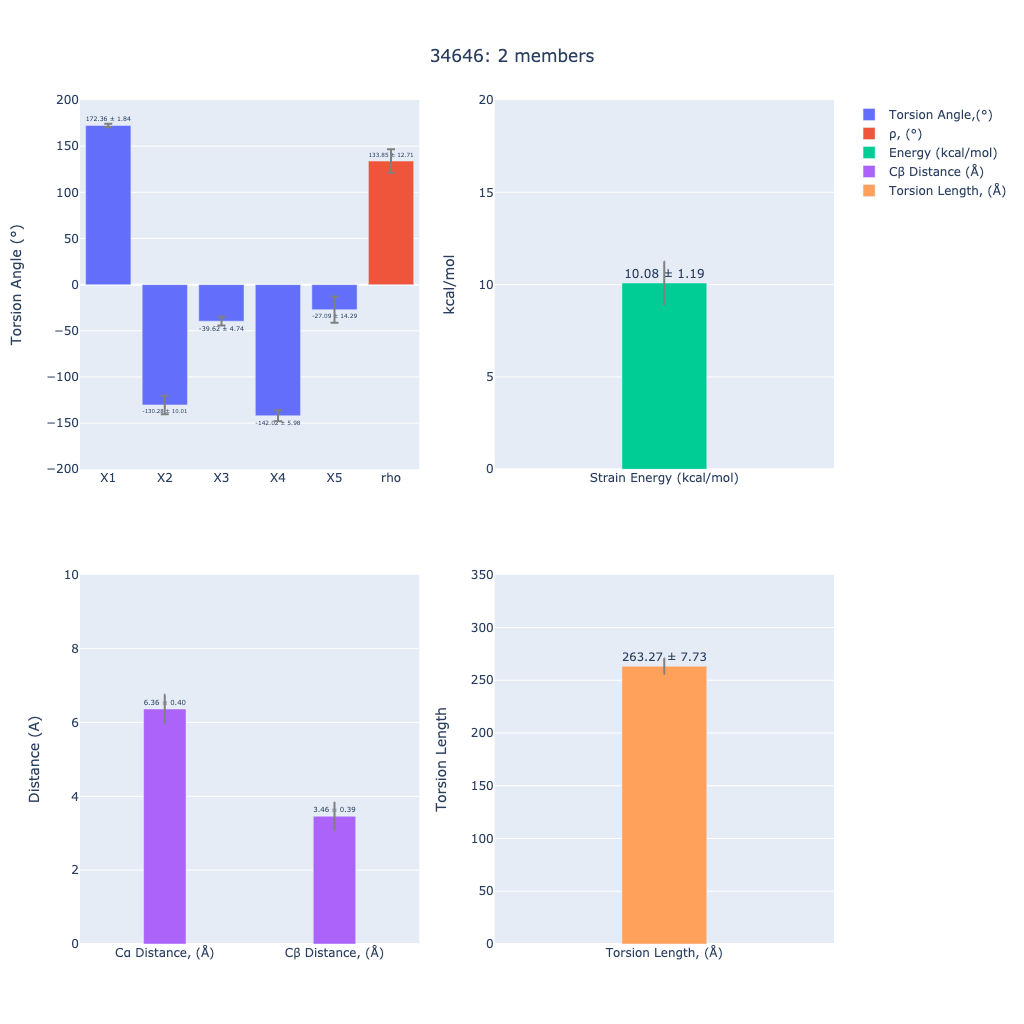 34646: 2 members
Torsion Angle (°)
200
150
100
50
0
−50
−100
−150
−200
172.36 ± 1.84
-130.28 ± 10.01
-39.62 ± 4.74
-142.02 ± 5.98
-27.09 ± 14.29
133.85 ± 12.71
X1 X2 X3 X4 X5 rho
kcal/mol
20
15
10
5
0
10.08 ± 1.19
Strain Energy (kcal/mol)
Torsion Angle,(°)
ρ, (°)
Energy (kcal/mol)
Cβ Distance (Å)
Torsion Length, (Å)
Distance (A)
10
8
6
4
2
0
6.36 ± 0.40
3.46 ± 0.39
Cα Distance, (Å) Cβ Distance, (Å)
Torsion Length
350
300
250
200
150
100
50
0
263.27 ± 7.73
Torsion Length, (Å)